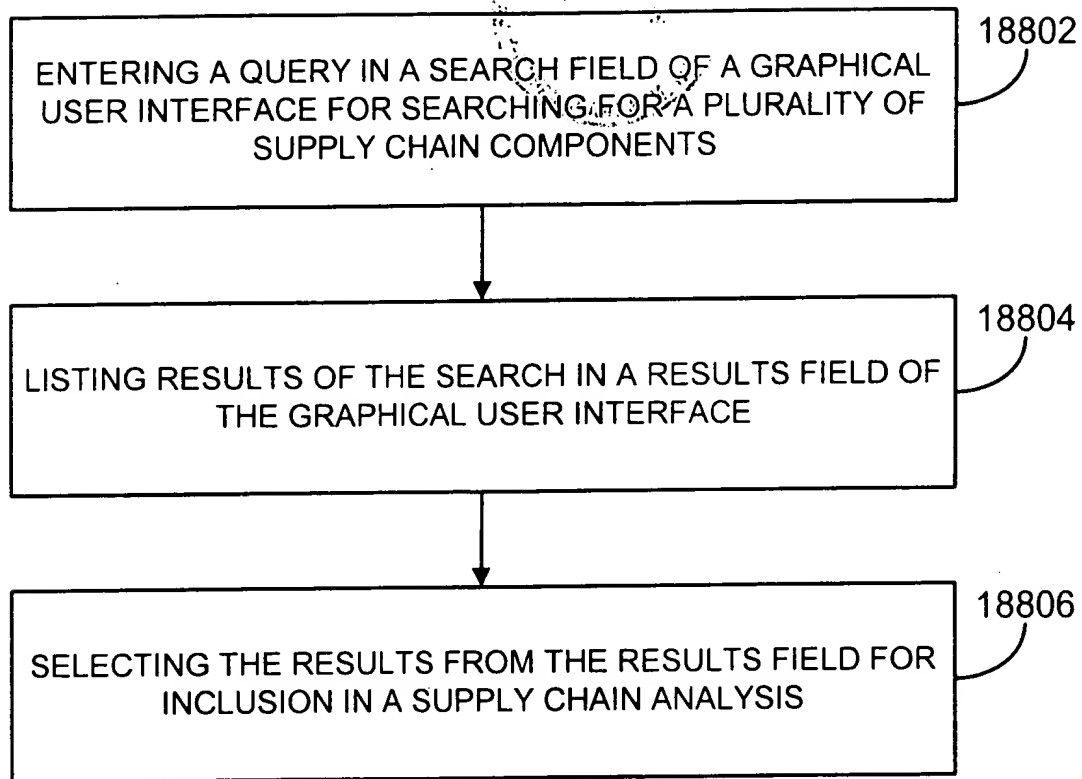 18802
ENTERING A QUERY IN A SEARCH FIELD OF A GRAPHICAL
USER INTERFACE FOR SEARCHING FOR A PLURALITY OF
SUPPLY CHAIN COMPONENTS
18804
LISTING RESULTS OF THE SEARCH IN A RESULTS FIELD OF
THE GRAPHICAL USER INTERFACE
18806
SELECTING THE RESULTS FROM THE RESULTS FIELD FOR
INCLUSION IN A SUPPLY CHAIN ANALYSIS